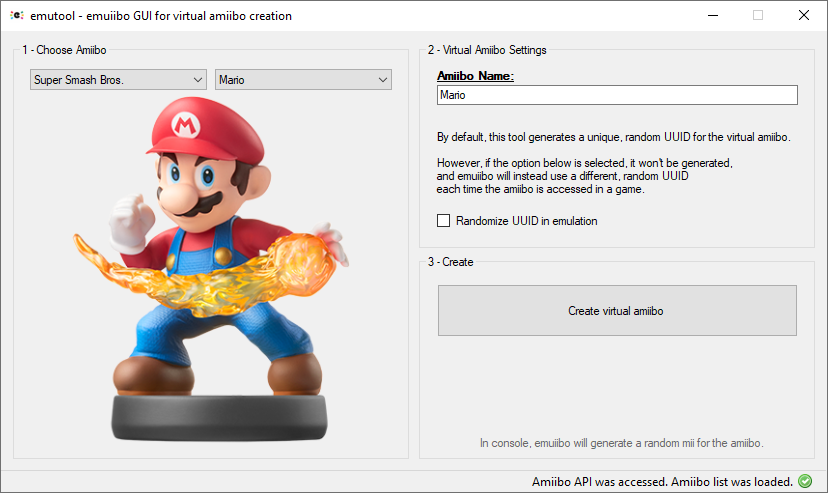 emutool - emuiibo GUI for virtual amiibo creation
1 - Choose Amiibo
Super Smash Bros.
Mario
M
2 - Virtual Amiibo Settings
Amiibo Name:
Mario
By default, this tool generates a unique, random UUID for the virtual amiibo.
However, if the option below is selected, it won't be generated,
and emuiibo will instead use a different, random UUID
each time the amiibo is accessed in a game.
Randomize UUID in emulation
3 - Create
Create virtual amiibo
In console, emuiibo will generate a random mii for the amiibo.
Amiibo API was accessed. Amiibo list was loaded.